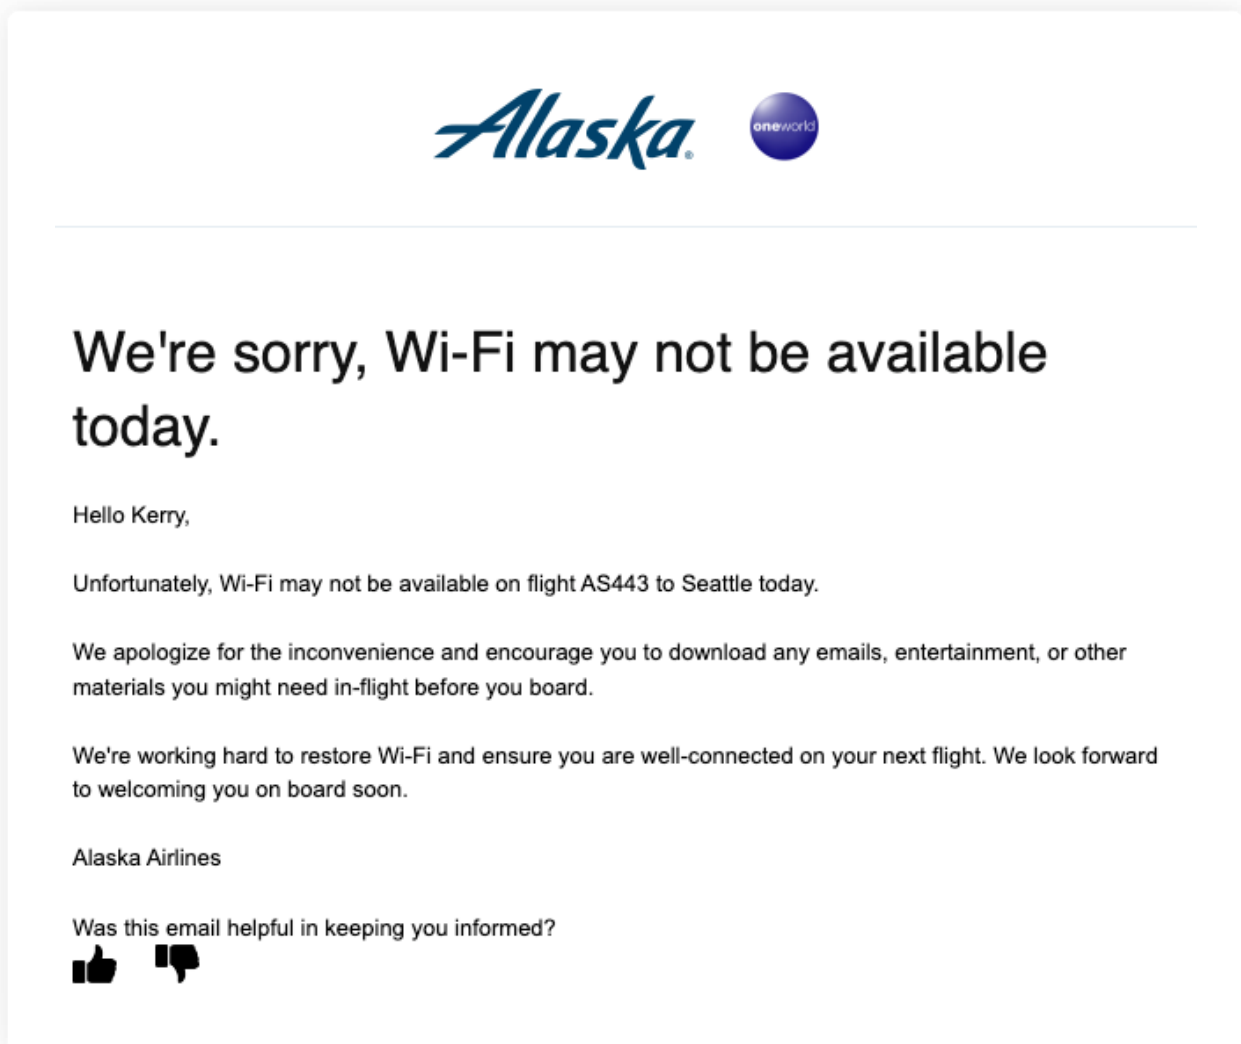 Alaska®
oneworld
We're sorry, Wi-Fi may not be available
today.
Hello Kerry,
Unfortunately, Wi-Fi may not be available on flight AS443 to Seattle today.
We apologize for the inconvenience and encourage you to download any emails, entertainment, or other
materials you might need in-flight before you board.
We're working hard to restore Wi-Fi and ensure you are well-connected on your next flight. We look forward
to welcoming you on board soon.
Alaska Airlines
Was this email helpful in keeping you informed?